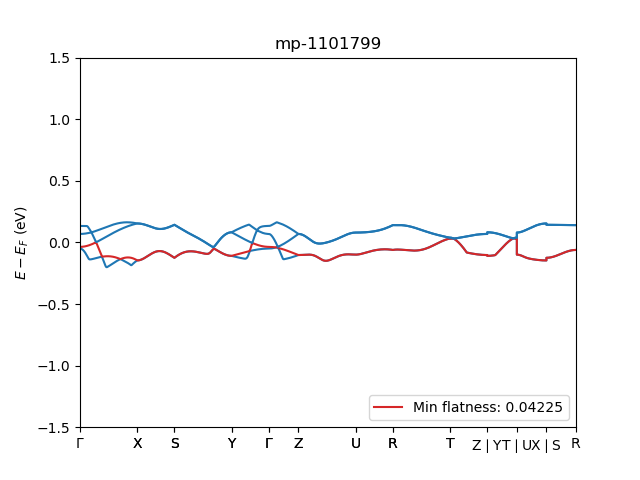 mp-1101799
E − E_F (eV)
1.5
1.0
0.5
0.0
−0.5
−1.0
−1.5
Min flatness: 0.04225
Γ X S Y Γ Z U R T Z | YT | UX | S R